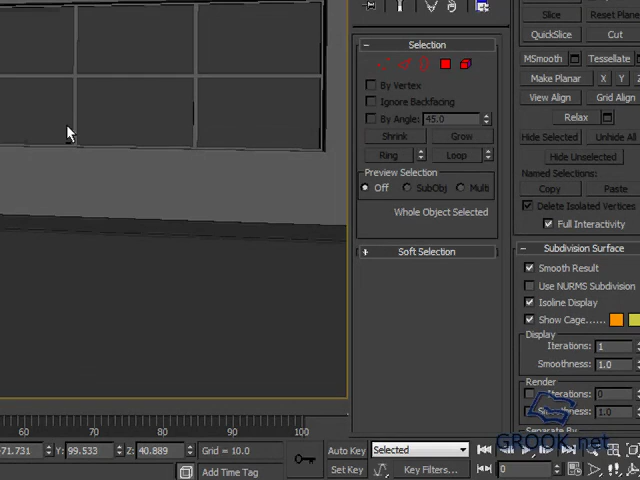 Slice
Reset Plane
QuickSlice
Cut
Selection
MSmooth
Tessellate
By Vertex
Make Planar
X
Y
Ignore Backfacing
View Align
Grid Align
By Angle:
45.0
Relax
Shrink
Grow
Hide Selected
Unhide All
Ring
Loop
Hide Unselected
Preview Selection
Named Selections:
Off
SubObj
Multi
Copy
Paste
Delete Isolated Vertices
Whole Object Selected
Full Interactivity
Soft Selection
Subdivision Surface
Smooth Result
Use NURMS Subdivision
Isoline Display
Show Cage......
Display
Iterations:
1
Smoothness:
1.0
Render
Iterations:
0
Smoothness:
1.0
60
70
80
90
100
Separate By
GROOK.net
71.731
Y:
99.533
Z:
40.889
Grid = 10.0
Auto Key
Selected
Add Time Tag
Set Key
Key Filters...
0